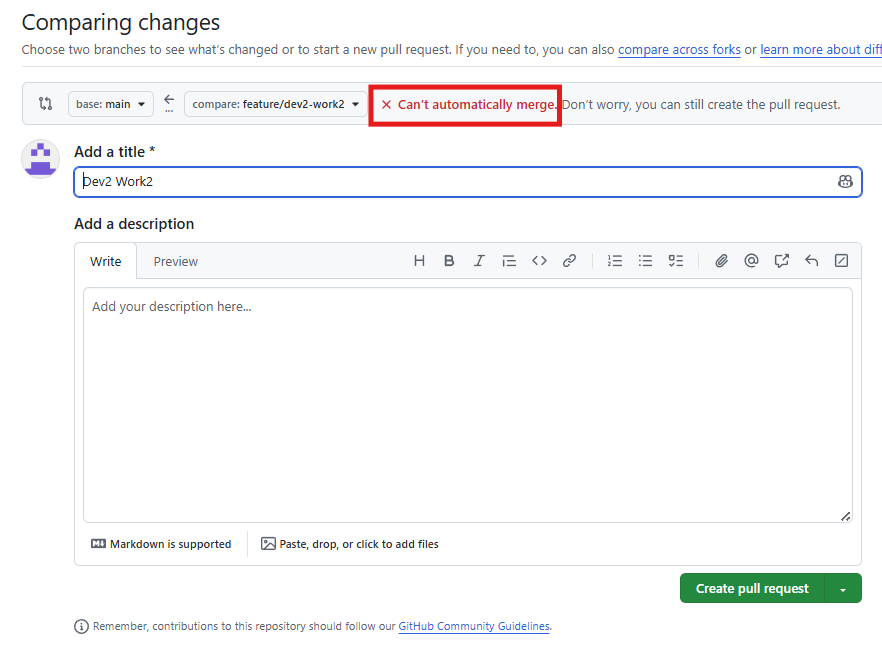 Comparing changes
Choose two branches to see what's changed or to start a new pull request. If you need to, you can also compare across forks or learn more about diff
base: main ← compare: feature/dev2-work2 × Can't automatically merge. Don't worry, you can still create the pull request.
Add a title *
Dev2 Work2
Add a description
Write Preview
Add your description here...
Markdown is supported Paste, drop, or click to add files
Create pull request
Remember, contributions to this repository should follow our GitHub Community Guidelines.